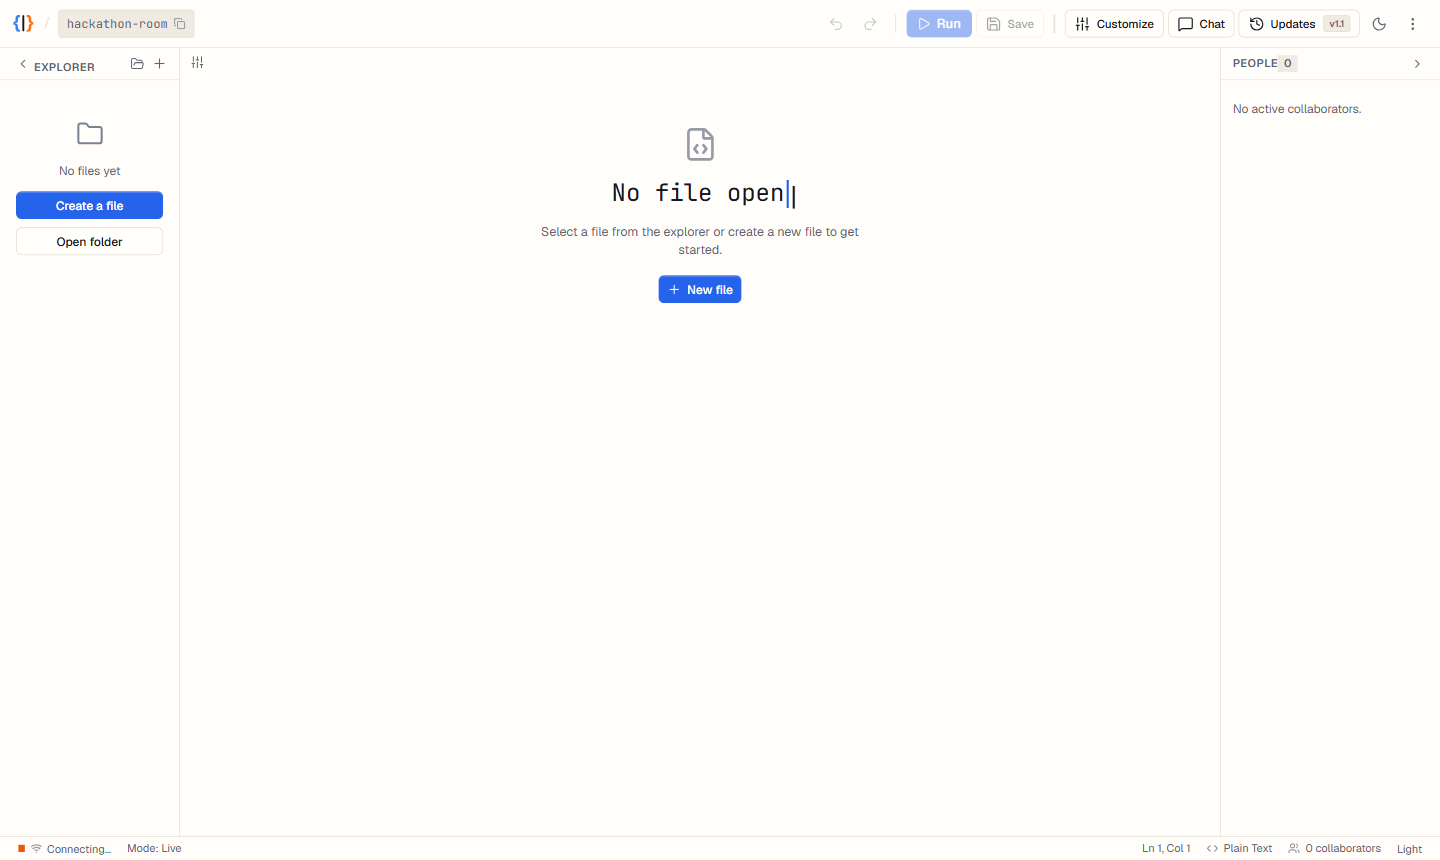 {|} / hackathon-room
Run
Save
Customize
Chat
Updates v1.1
EXPLORER
No files yet
Create a file
Open folder
No file open
Select a file from the explorer or create a new file to get
started.
New file
PEOPLE 0
No active collaborators.
Connecting...
Mode: Live
Ln 1, Col 1
Plain Text
0 collaborators
Light